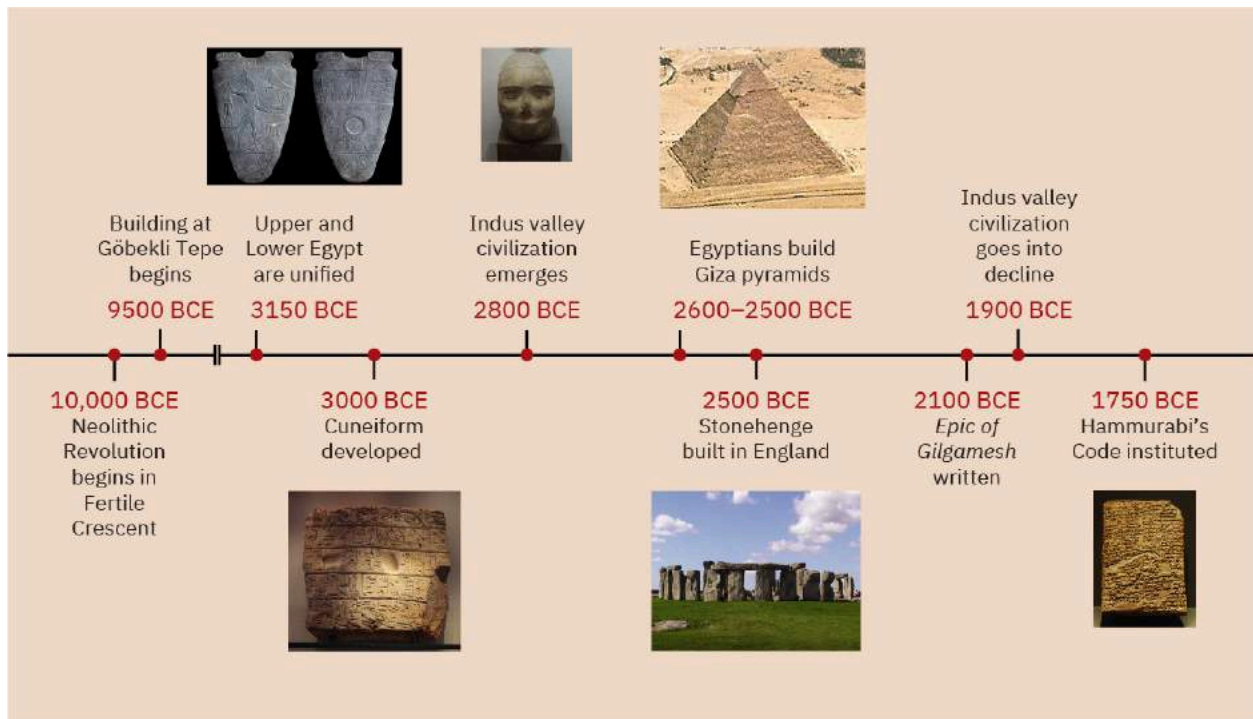 Building at
Göbekli Tepe
begins
9500 BCE
Upper and
Lower Egypt
are unified
3150 BCE
Indus valley
civilization
emerges
2800 BCE
Egyptians build
Giza pyramids
2600–2500 BCE
Indus valley
civilization
goes into
decline
1900 BCE
10,000 BCE
Neolithic
Revolution
begins in
Fertile
Crescent
3000 BCE
Cuneiform
developed
2500 BCE
Stonehenge
built in England
2100 BCE
Epic of
Gilgamesh
written
1750 BCE
Hammurabi’s
Code instituted